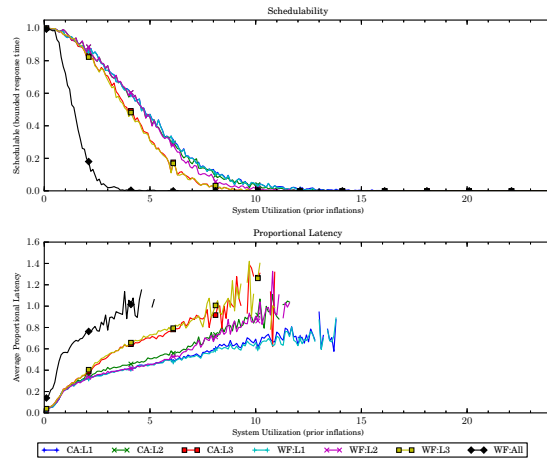 Schedulability
Schedulable (bounded response time)
1.0
0.8
0.6
0.4
0.2
0.0
0 5 10 15 20
System Utilization (prior inflations)
Proportional Latency
Average Proportional Latency
1.6
1.4
1.2
1.0
0.8
0.6
0.4
0.2
0.0
0 5 10 15 20
System Utilization (prior inflations)
CA:L1 CA:L2 CA:L3 WF:L1 WF:L2 WF:L3 WF:All